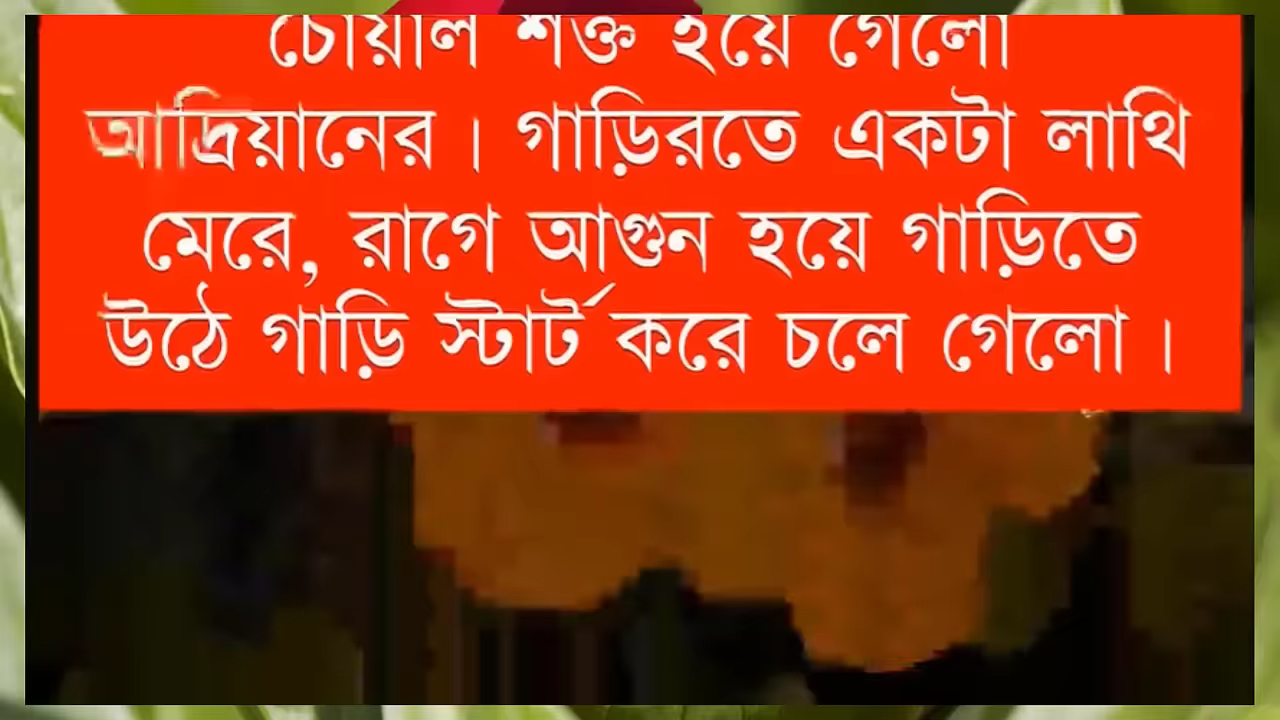 চোয়াল শক্ত হয়ে গেলো
আদ্রিয়ানের। গাড়িরতে একটা লাথি
মেরে, রাগে আগুন হয়ে গাড়িতে
উঠে গাড়ি স্টার্ট করে চলে গেলো।